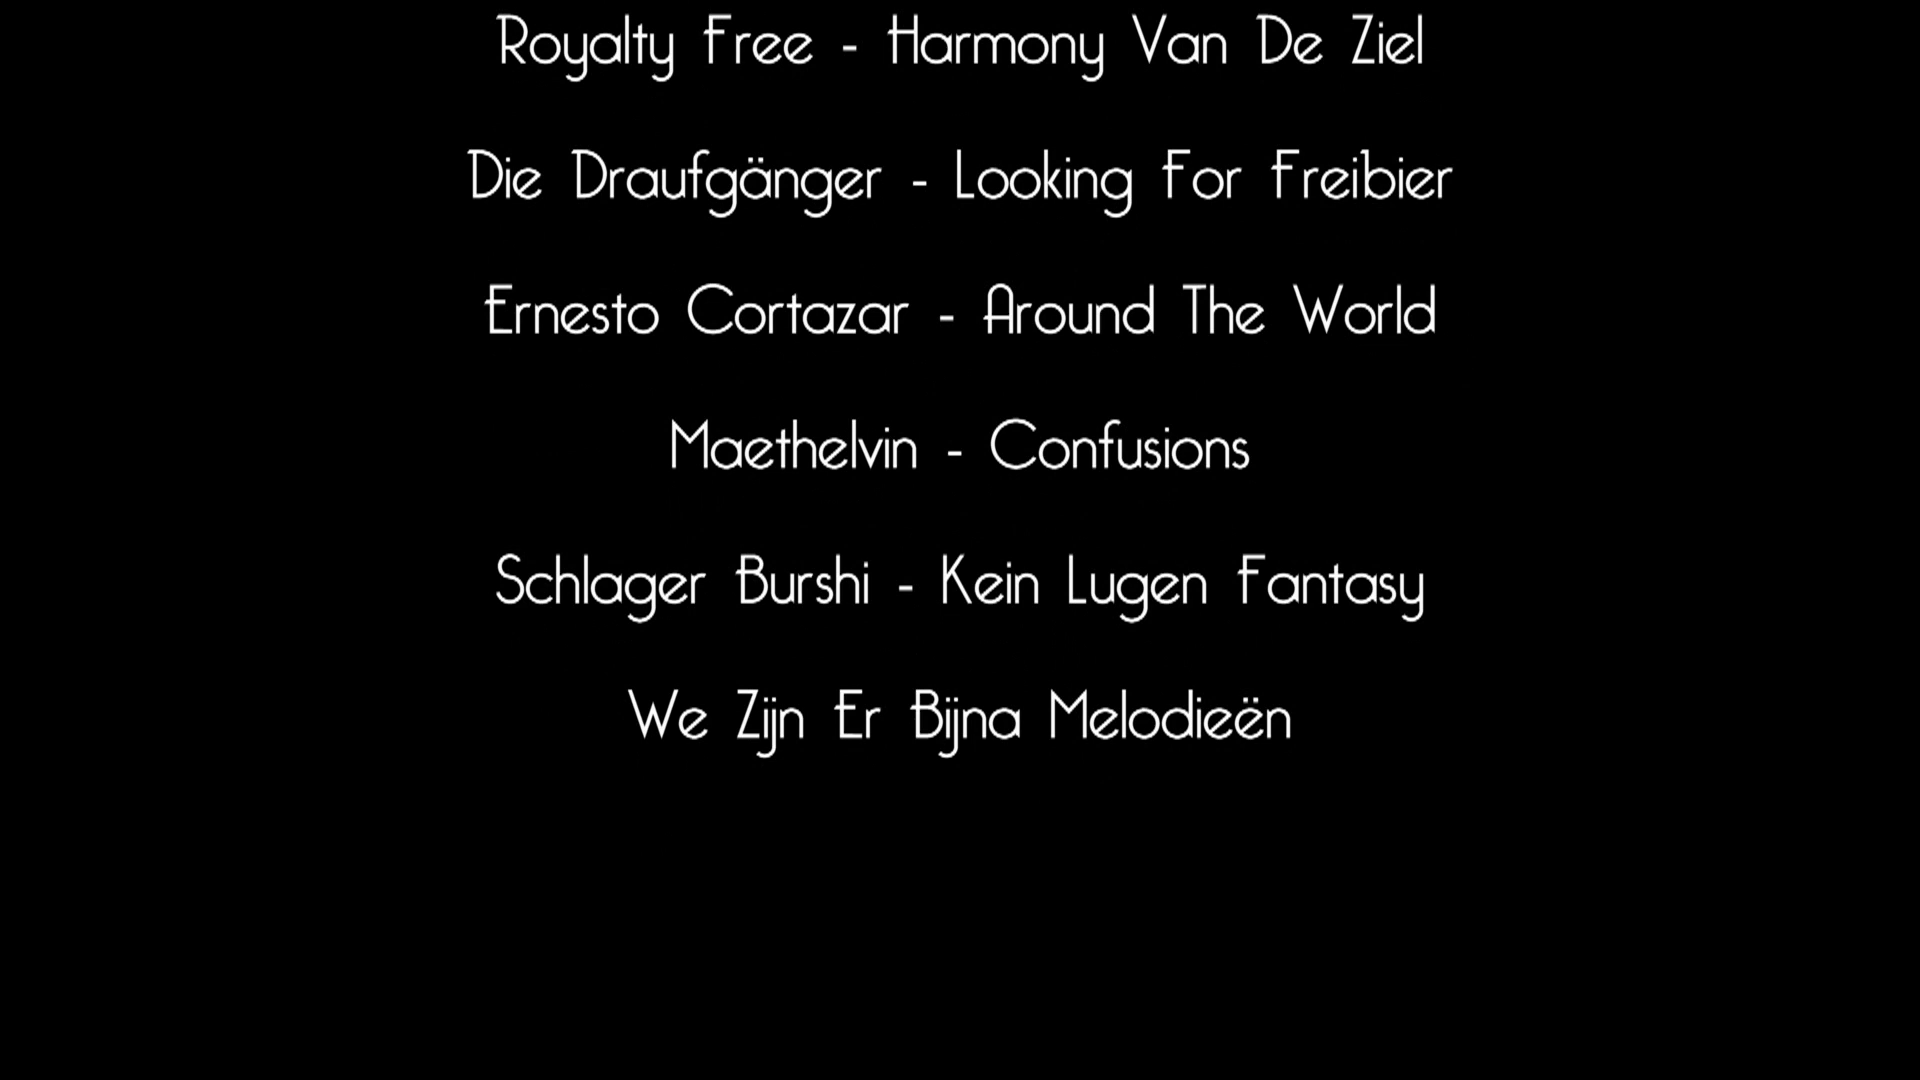 Royalty Free - Harmony Van De Ziel
Die Draufgänger - Looking For Freibier
Ernesto Cortazar - Around The World
Maethelvin - Confusions
Schlager Burshi - Kein Lugen Fantasy
We Zijn Er Bijna Melodieën